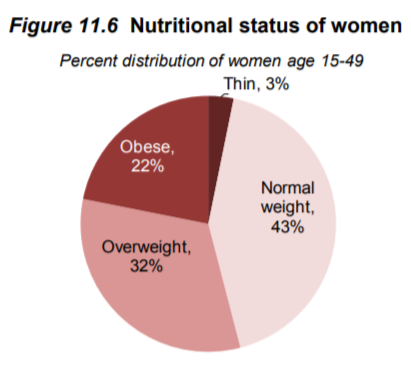 Figure 11.6 Nutritional status of women
Percent distribution of women age 15-49
Thin, 3%
Obese,
22%
Normal
weight,
43%
Overweight,
32%